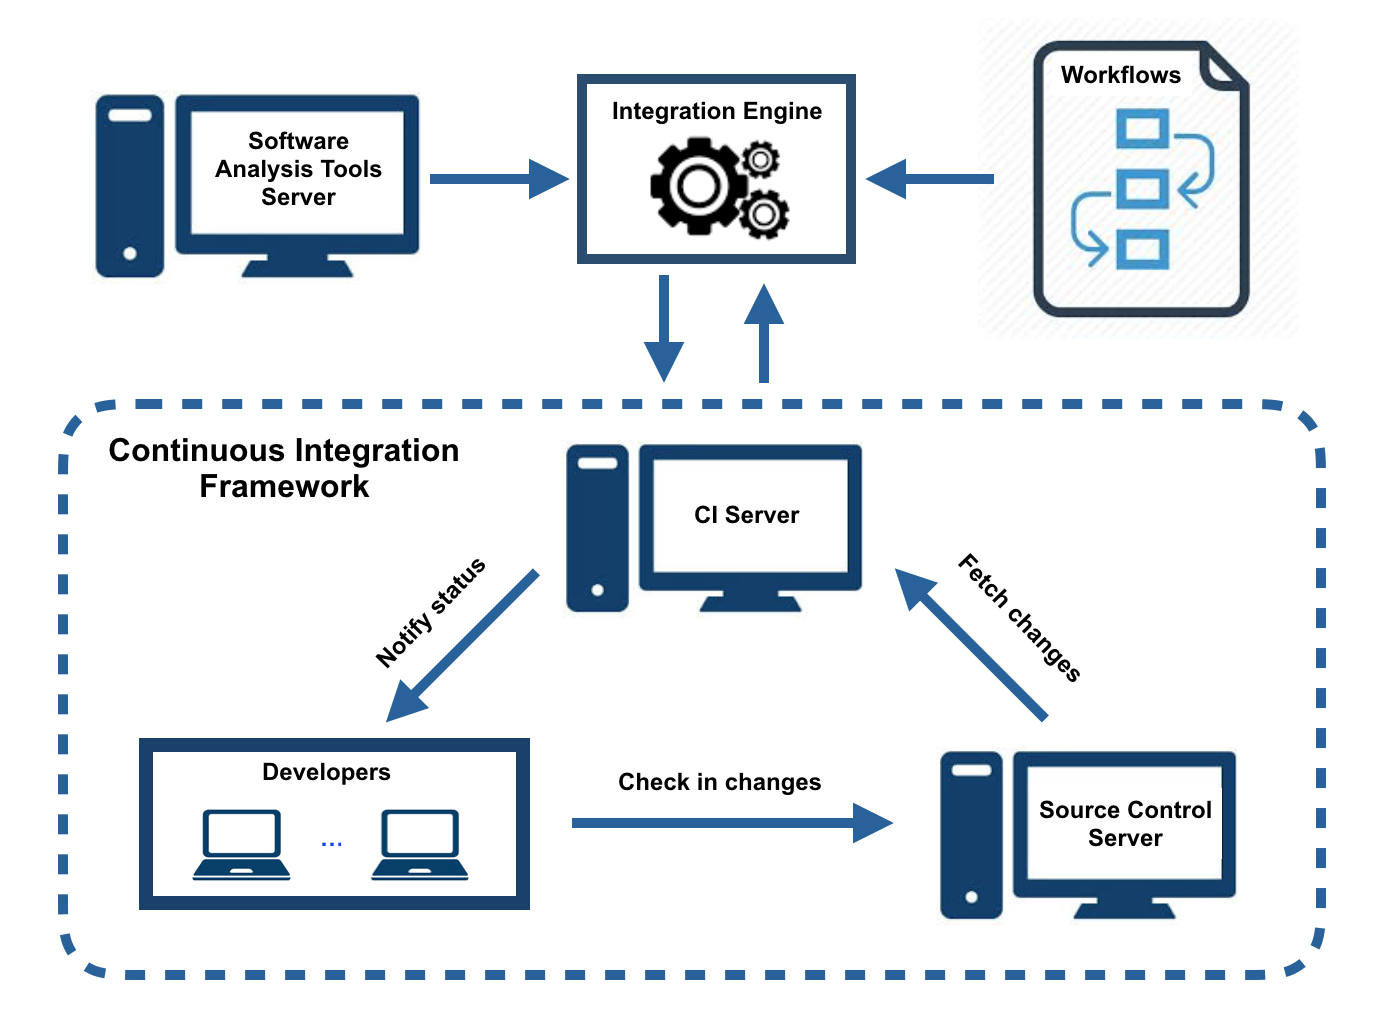 Workflows
Integration Engine
Software
Analysis Tools
Server
Continuous Integration
Framework
CI Server
Notify status
Fetch changes
Developers
...
Check in changes
Source Control
Server